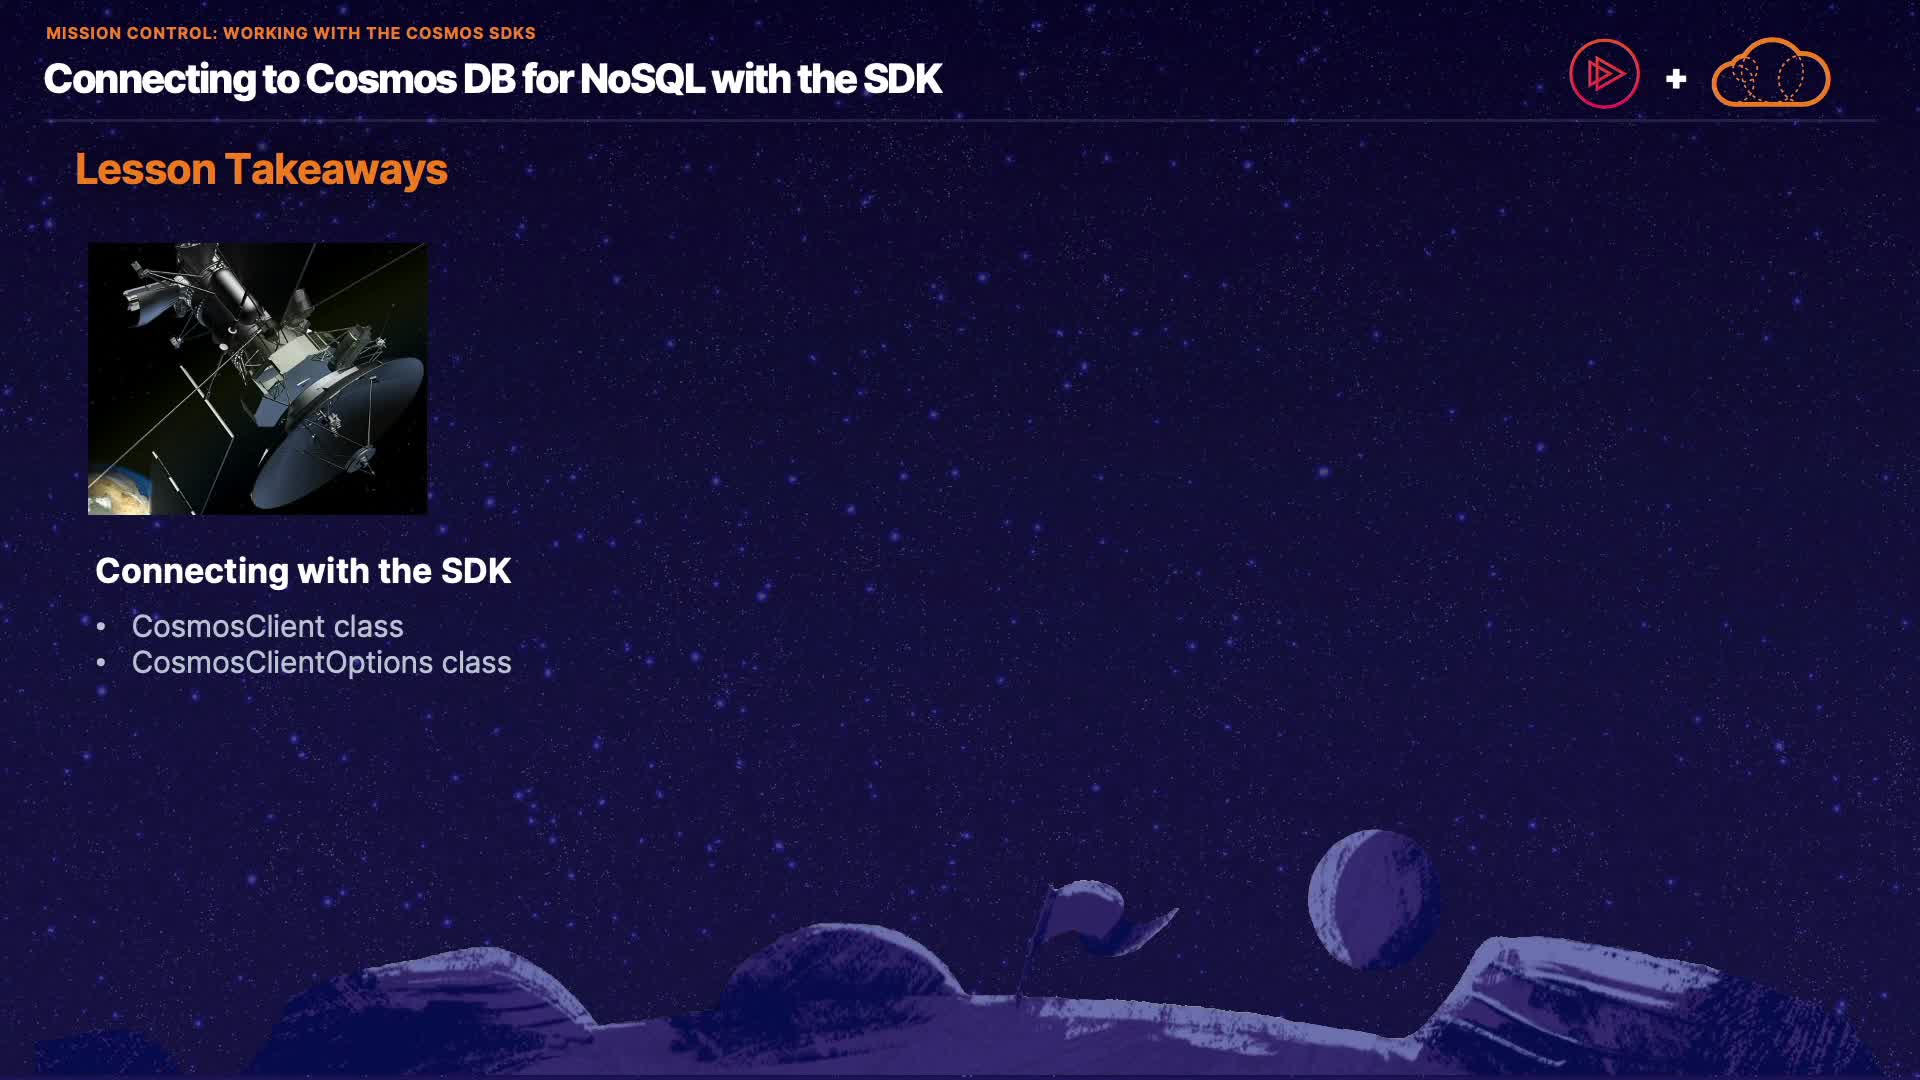 MISSION CONTROL: WORKING WITH THE COSMOS SDKS
Connecting to Cosmos DB for NoSQL with the SDK
+
Lesson Takeaways
Connecting with the SDK
• CosmosClient class
• CosmosClientOptions class